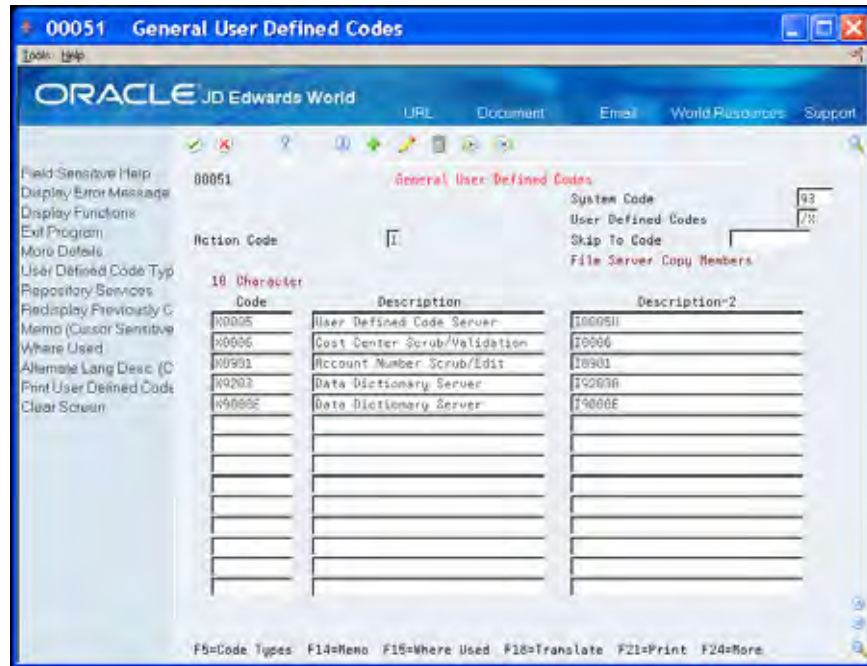 00051 General User Defined Codes
Tools Help
ORACLE JD Edwards World
URL Document Email World Resources Support
Field Sensitive Help
Display Error Message
Display Functions
Exit Program
More Details
User Defined Code Typ
Repository Services
Redisplay Previously C
Memo (Cursor Sensitive
Where Used
Alternate Lang Desc (C
Print User Defined Code
Clear Screen
00051 General User Defined Codes
System Code 93
User Defined Codes /X
Action Code I Skip To Code
File Server Copy Members
10 Character
Code Description Description-2
X0005 User Defined Code Server I0005U
X0006 Cost Center Scrub/Validation I0006
X0901 Account Number Scrub/Edit I0901
X9203 Data Dictionary Server
Data Dictionary Server I9800E
F5=Code Types F14=Memo F15=Where Used F18=Translate F21=Print F24=More